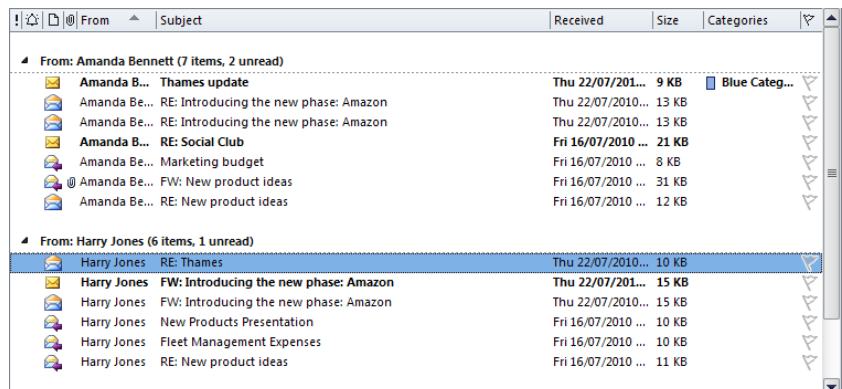 ! From Subject Received Size Categories
From: Amanda Bennett (7 items, 2 unread)
Amanda B... Thames update Thu 22/07/201... 9 KB Blue Categ...
Amanda Be... RE: Introducing the new phase: Amazon Thu 22/07/2010... 13 KB
Amanda Be... RE: Introducing the new phase: Amazon Thu 22/07/2010... 13 KB
Amanda B... RE: Social Club Fri 16/07/2010 ... 21 KB
Amanda Be... Marketing budget Fri 16/07/2010 ... 8 KB
Amanda Be... FW: New product ideas Fri 16/07/2010 ... 31 KB
Amanda Be... RE: New product ideas Fri 16/07/2010 ... 12 KB
From: Harry Jones (6 items, 1 unread)
Harry Jones RE: Thames Thu 22/07/2010... 10 KB
Harry Jones FW: Introducing the new phase: Amazon Thu 22/07/201... 15 KB
Harry Jones FW: Introducing the new phase: Amazon Thu 22/07/2010... 15 KB
Harry Jones New Products Presentation Fri 16/07/2010 ... 10 KB
Harry Jones Fleet Management Expenses Fri 16/07/2010 ... 10 KB
Harry Jones RE: New product ideas Fri 16/07/2010 ... 11 KB